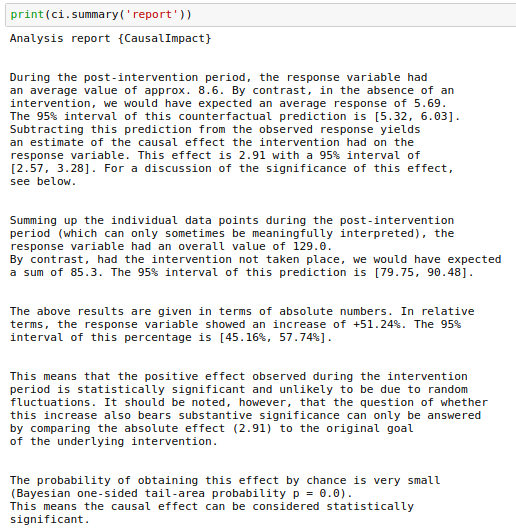 print(ci.summary('report'))
Analysis report {CausalImpact}
During the post-intervention period, the response variable had
an average value of approx. 8.6. By contrast, in the absence of an
intervention, we would have expected an average response of 5.69.
The 95% interval of this counterfactual prediction is [5.32, 6.03].
Subtracting this prediction from the observed response yields
an estimate of the causal effect the intervention had on the
response variable. This effect is 2.91 with a 95% interval of
[2.57, 3.28]. For a discussion of the significance of this effect,
see below.
Summing up the individual data points during the post-intervention
period (which can only sometimes be meaningfully interpreted), the
response variable had an overall value of 129.0.
By contrast, had the intervention not taken place, we would have expected
a sum of 85.3. The 95% interval of this prediction is [79.75, 90.48].
The above results are given in terms of absolute numbers. In relative
terms, the response variable showed an increase of +51.24%. The 95%
interval of this percentage is [45.16%, 57.74%].
This means that the positive effect observed during the intervention
period is statistically significant and unlikely to be due to random
fluctuations. It should be noted, however, that the question of whether
this increase also bears substantive significance can only be answered
by comparing the absolute effect (2.91) to the original goal
of the underlying intervention.
The probability of obtaining this effect by chance is very small
(Bayesian one-sided tail-area probability p = 0.0).
This means the causal effect can be considered statistically
significant.